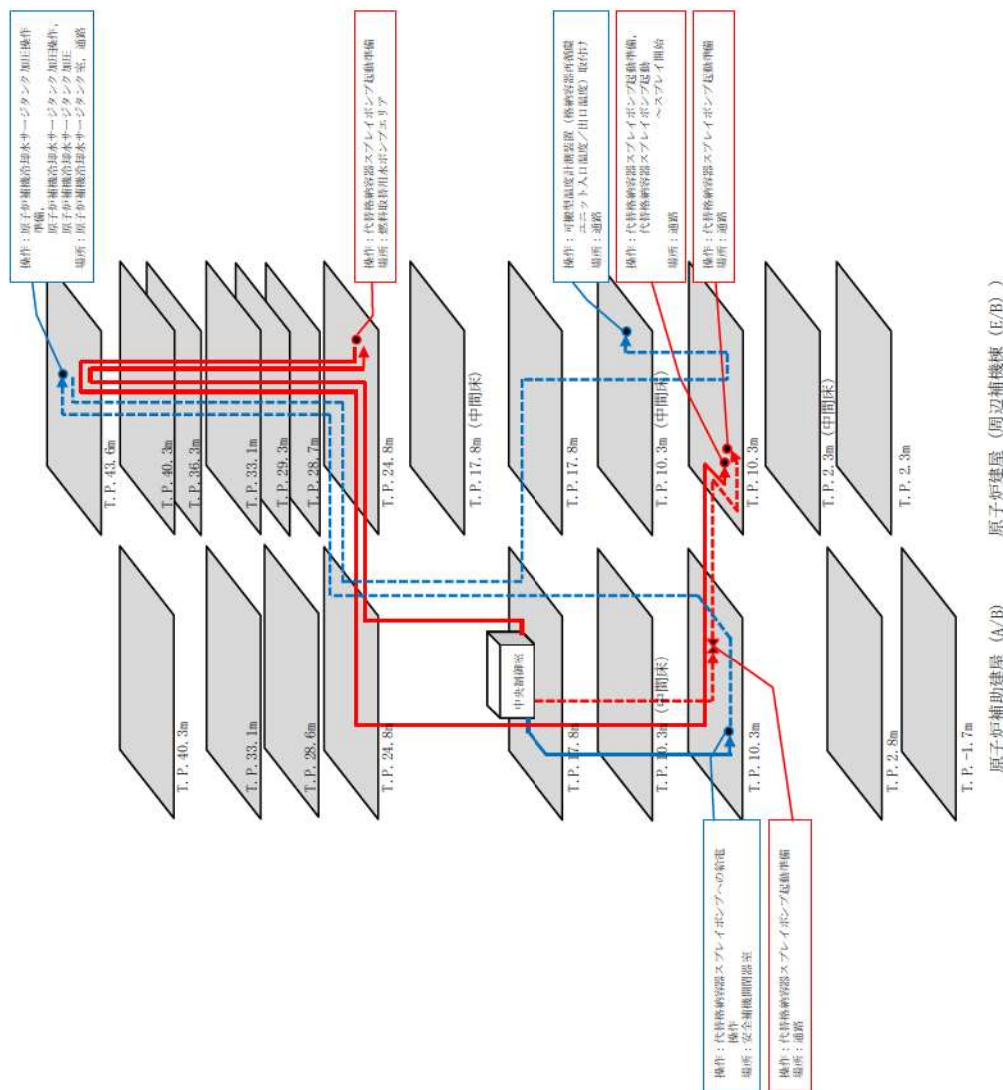 操作：原子炉補機冷却水サージタンク加圧操作
準備，
原子炉補機冷却水サージタンク加圧操作，
原子炉補機冷却水サージタンク加圧
場所：原子炉補機冷却水サージタンク室，通路
操作：代替格納容器スプレイポンプ起動準備
場所：燃料取替用水ポンプエリア
操作：可搬型温度計測装置（格納容器再循環
ユニット入口温度／出口温度）取付け
場所：通路
操作：代替格納容器スプレイポンプ起動準備，
代替格納容器スプレイポンプ起動
～スプレイ開始
場所：通路
操作：代替格納容器スプレイポンプ起動準備
場所：通路
T.P.43.6m
T.P.40.3m
T.P.36.3m
T.P.33.1m
T.P.29.3m
T.P.28.7m
T.P.24.8m
T.P.17.8m（中間床）
T.P.17.8m
T.P.10.3m（中間床）
T.P.10.3m
T.P.2.3m（中間床）
T.P.2.3m
原子炉建屋（周辺補機棟（E/B））
中央制御室
T.P.40.3m
T.P.33.1m
T.P.28.6m
T.P.24.8m
T.P.17.8m
T.P.10.3m（中間床）
T.P.10.3m
T.P.2.8m
T.P.-1.7m
原子炉補助建屋（A/B）
操作：代替格納容器スプレイポンプへの給電
操作
場所：安全補機開閉器室
操作：代替格納容器スプレイポンプ起動準備
場所：通路